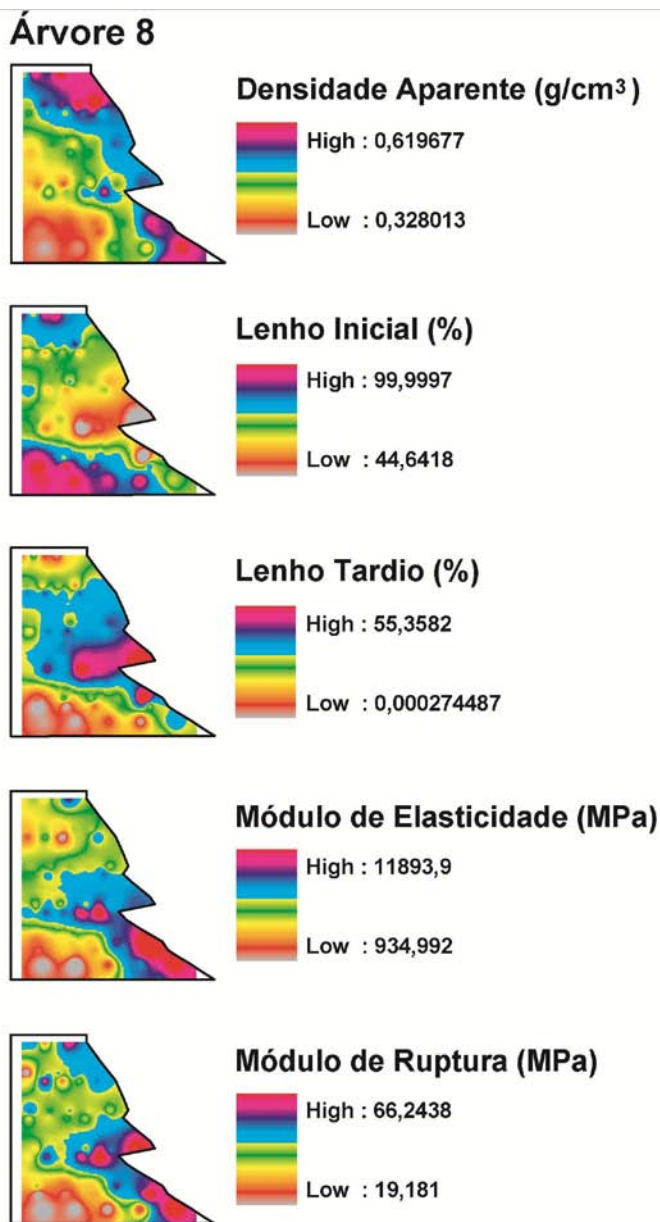 Árvore 8
Densidade Aparente (g/cm³)
High : 0,619677
Low : 0,328013
Lenho Inicial (%)
High : 99,9997
Low : 44,6418
Lenho Tardio (%)
High : 55,3582
Low : 0,000274487
Módulo de Elasticidade (MPa)
High : 11893,9
Low : 934,992
Módulo de Ruptura (MPa)
High : 66,2438
Low : 19,181